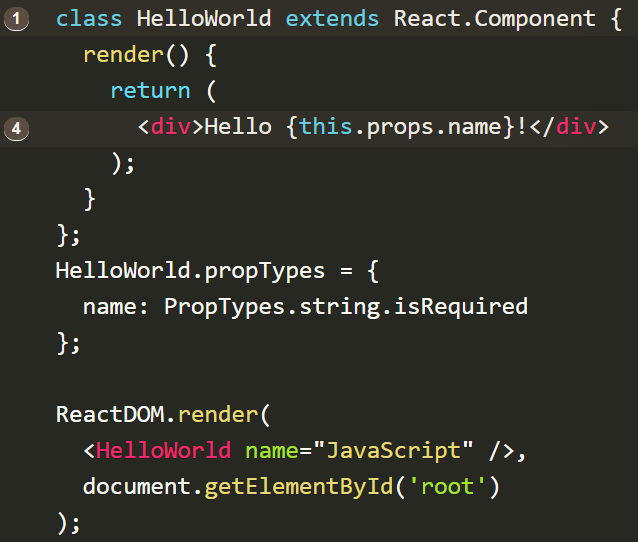 1 class HelloWorld extends React.Component {
render() {
return (
4 <div>Hello {this.props.name}!</div>
);
}
};
HelloWorld.propTypes = {
name: PropTypes.string.isRequired
};
ReactDOM.render(
<HelloWorld name="JavaScript" />,
document.getElementById('root')
);